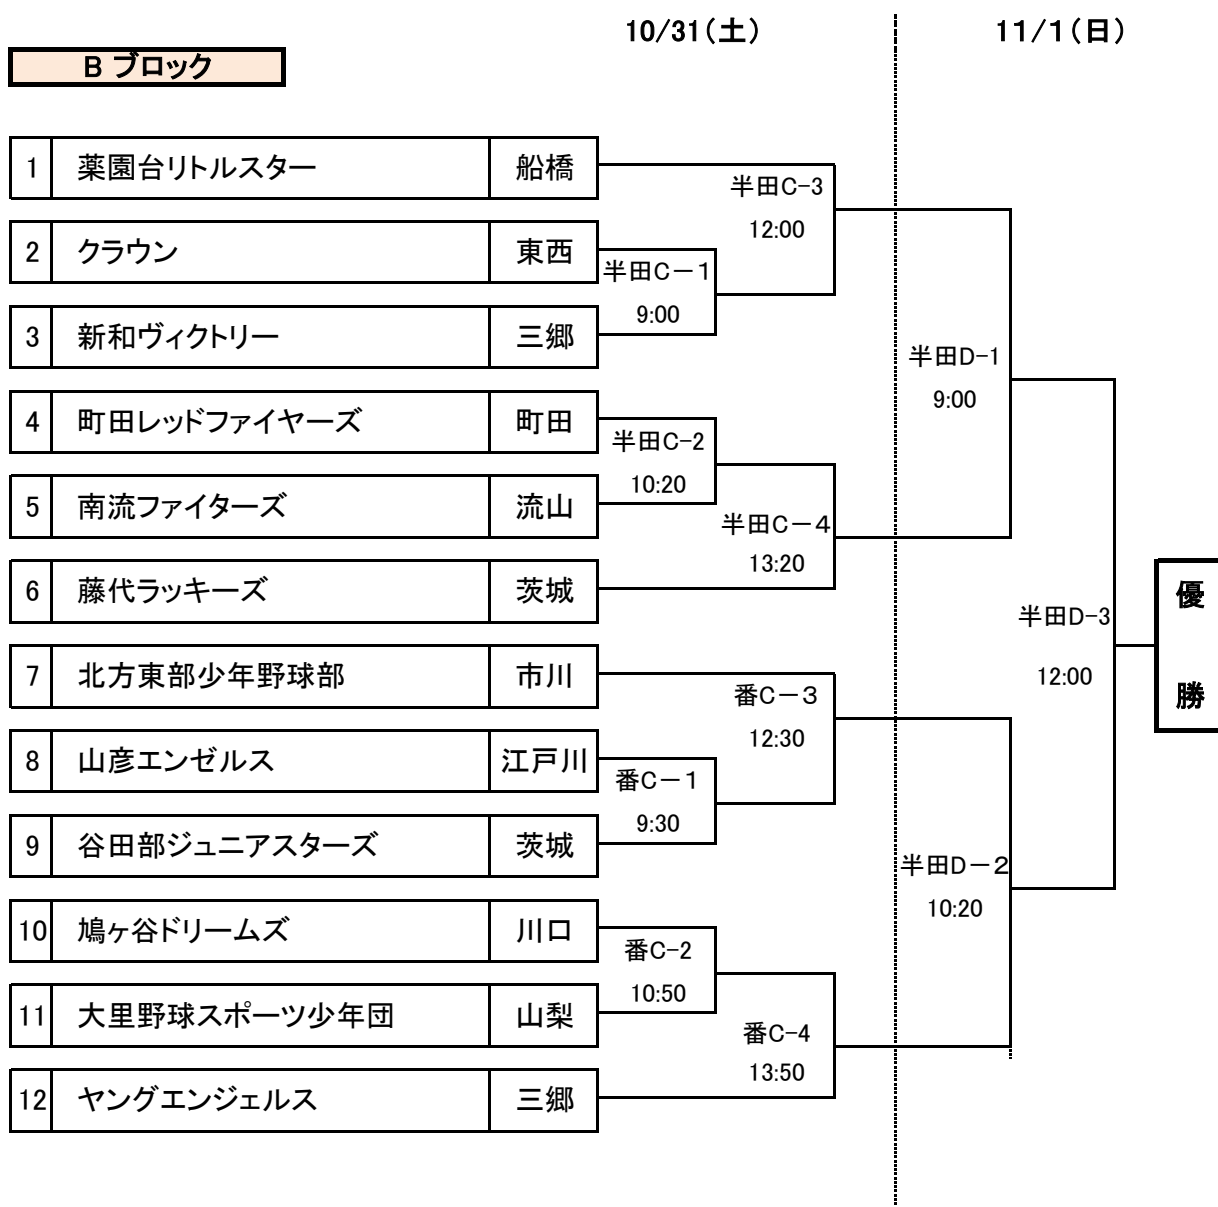 10/31(土)
11/1(日)
B ブロック
1 薬園台リトルスター 船橋
半田C-3
12:00
2 クラウン 東西
半田C－1
9:00
3 新和ヴィクトリー 三郷
半田D-1
9:00
4 町田レッドファイヤーズ 町田
半田C-2
10:20
5 南流ファイターズ 流山
半田C－4
13:20
6 藤代ラッキーズ 茨城
優
勝
半田D-3
12:00
7 北方東部少年野球部 市川
番C－3
12:30
8 山彦エンゼルス 江戸川
番C－1
9:30
9 谷田部ジュニアスターズ 茨城
半田D－2
10:20
10 鳩ヶ谷ドリームズ 川口
番C-2
10:50
11 大里野球スポーツ少年団 山梨
番C-4
13:50
12 ヤングエンジェルス 三郷